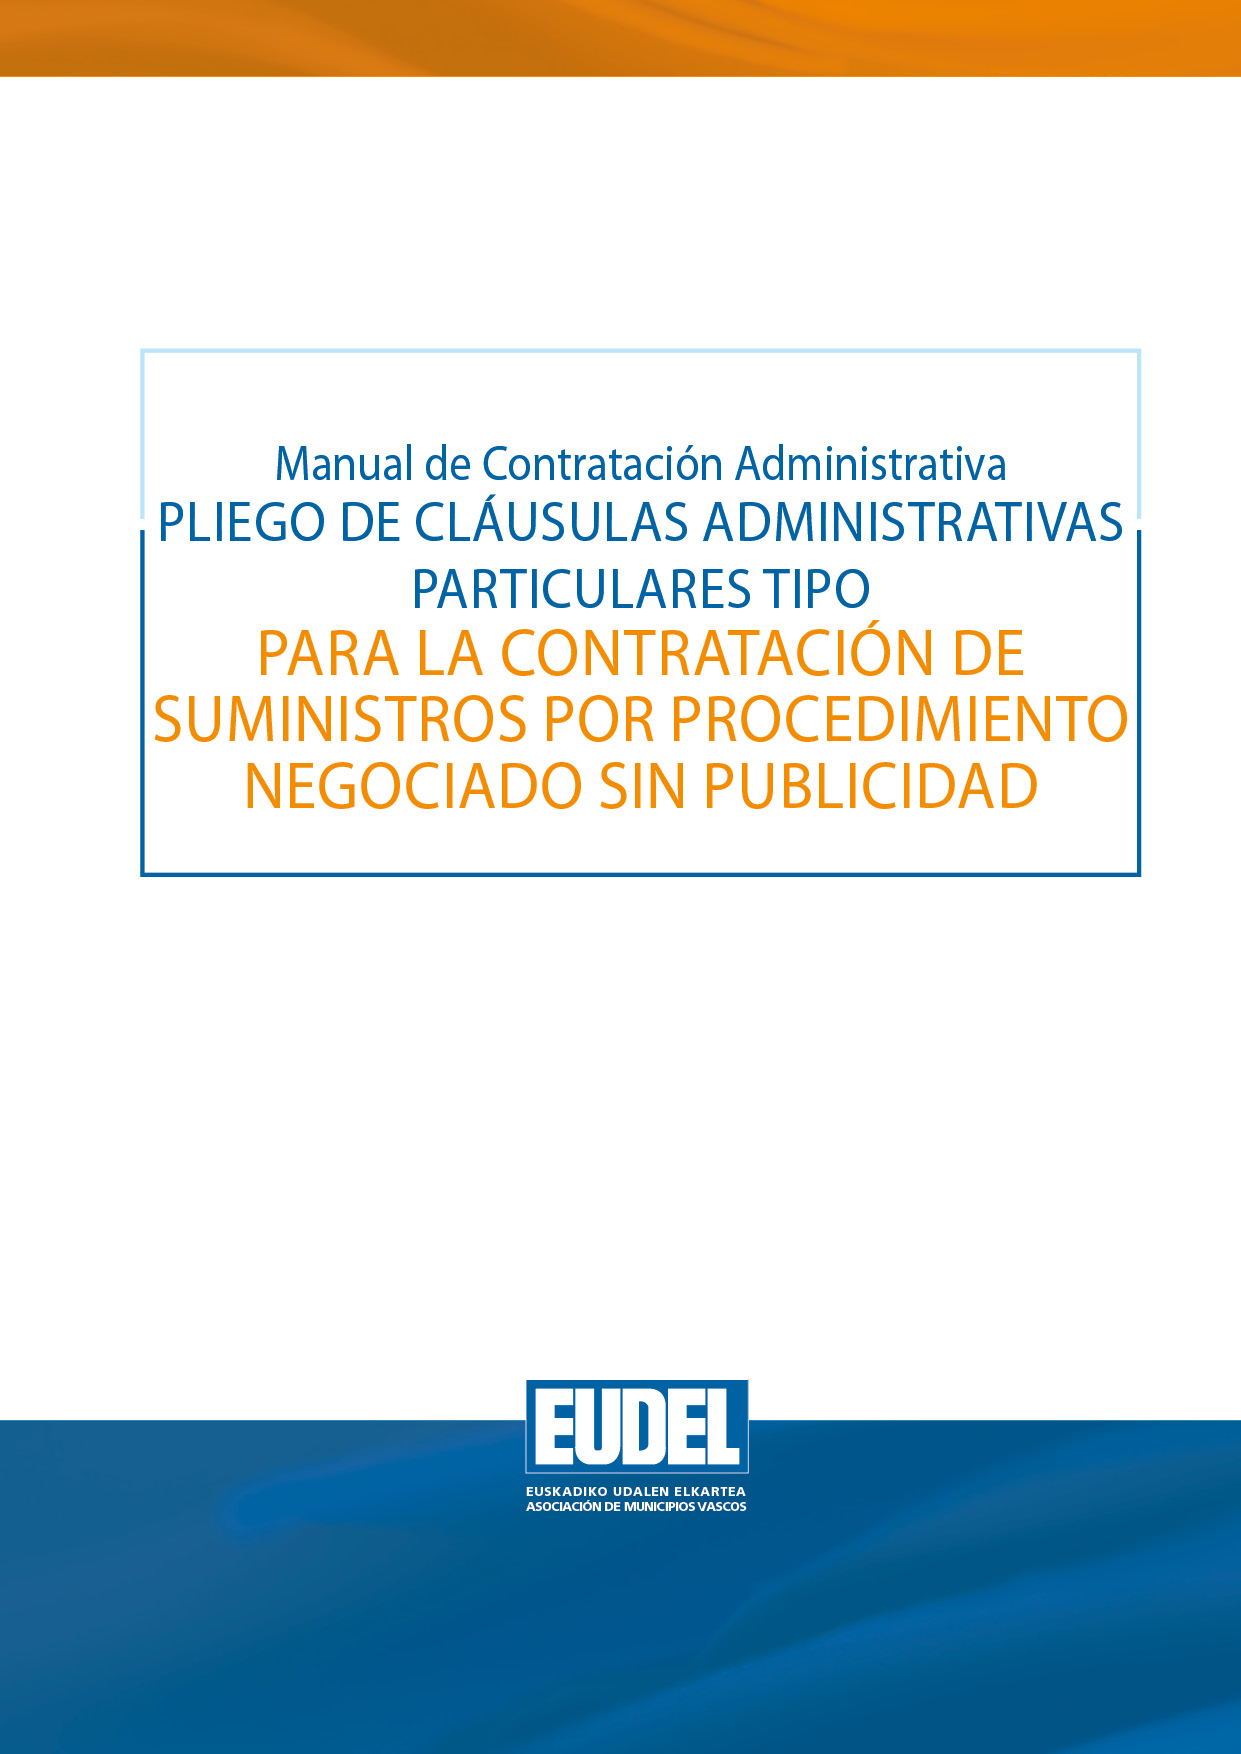 Manual de Contratación Administrativa
PLIEGO DE CLÁUSULAS ADMINISTRATIVAS
PARTICULARES TIPO
PARA LA CONTRATACIÓN DE
SUMINISTROS POR PROCEDIMIENTO
NEGOCIADO SIN PUBLICIDAD
EUDEL
EUSKADIKO UDALEN ELKARTEA
ASOCIACIÓN DE MUNICIPIOS VASCOS